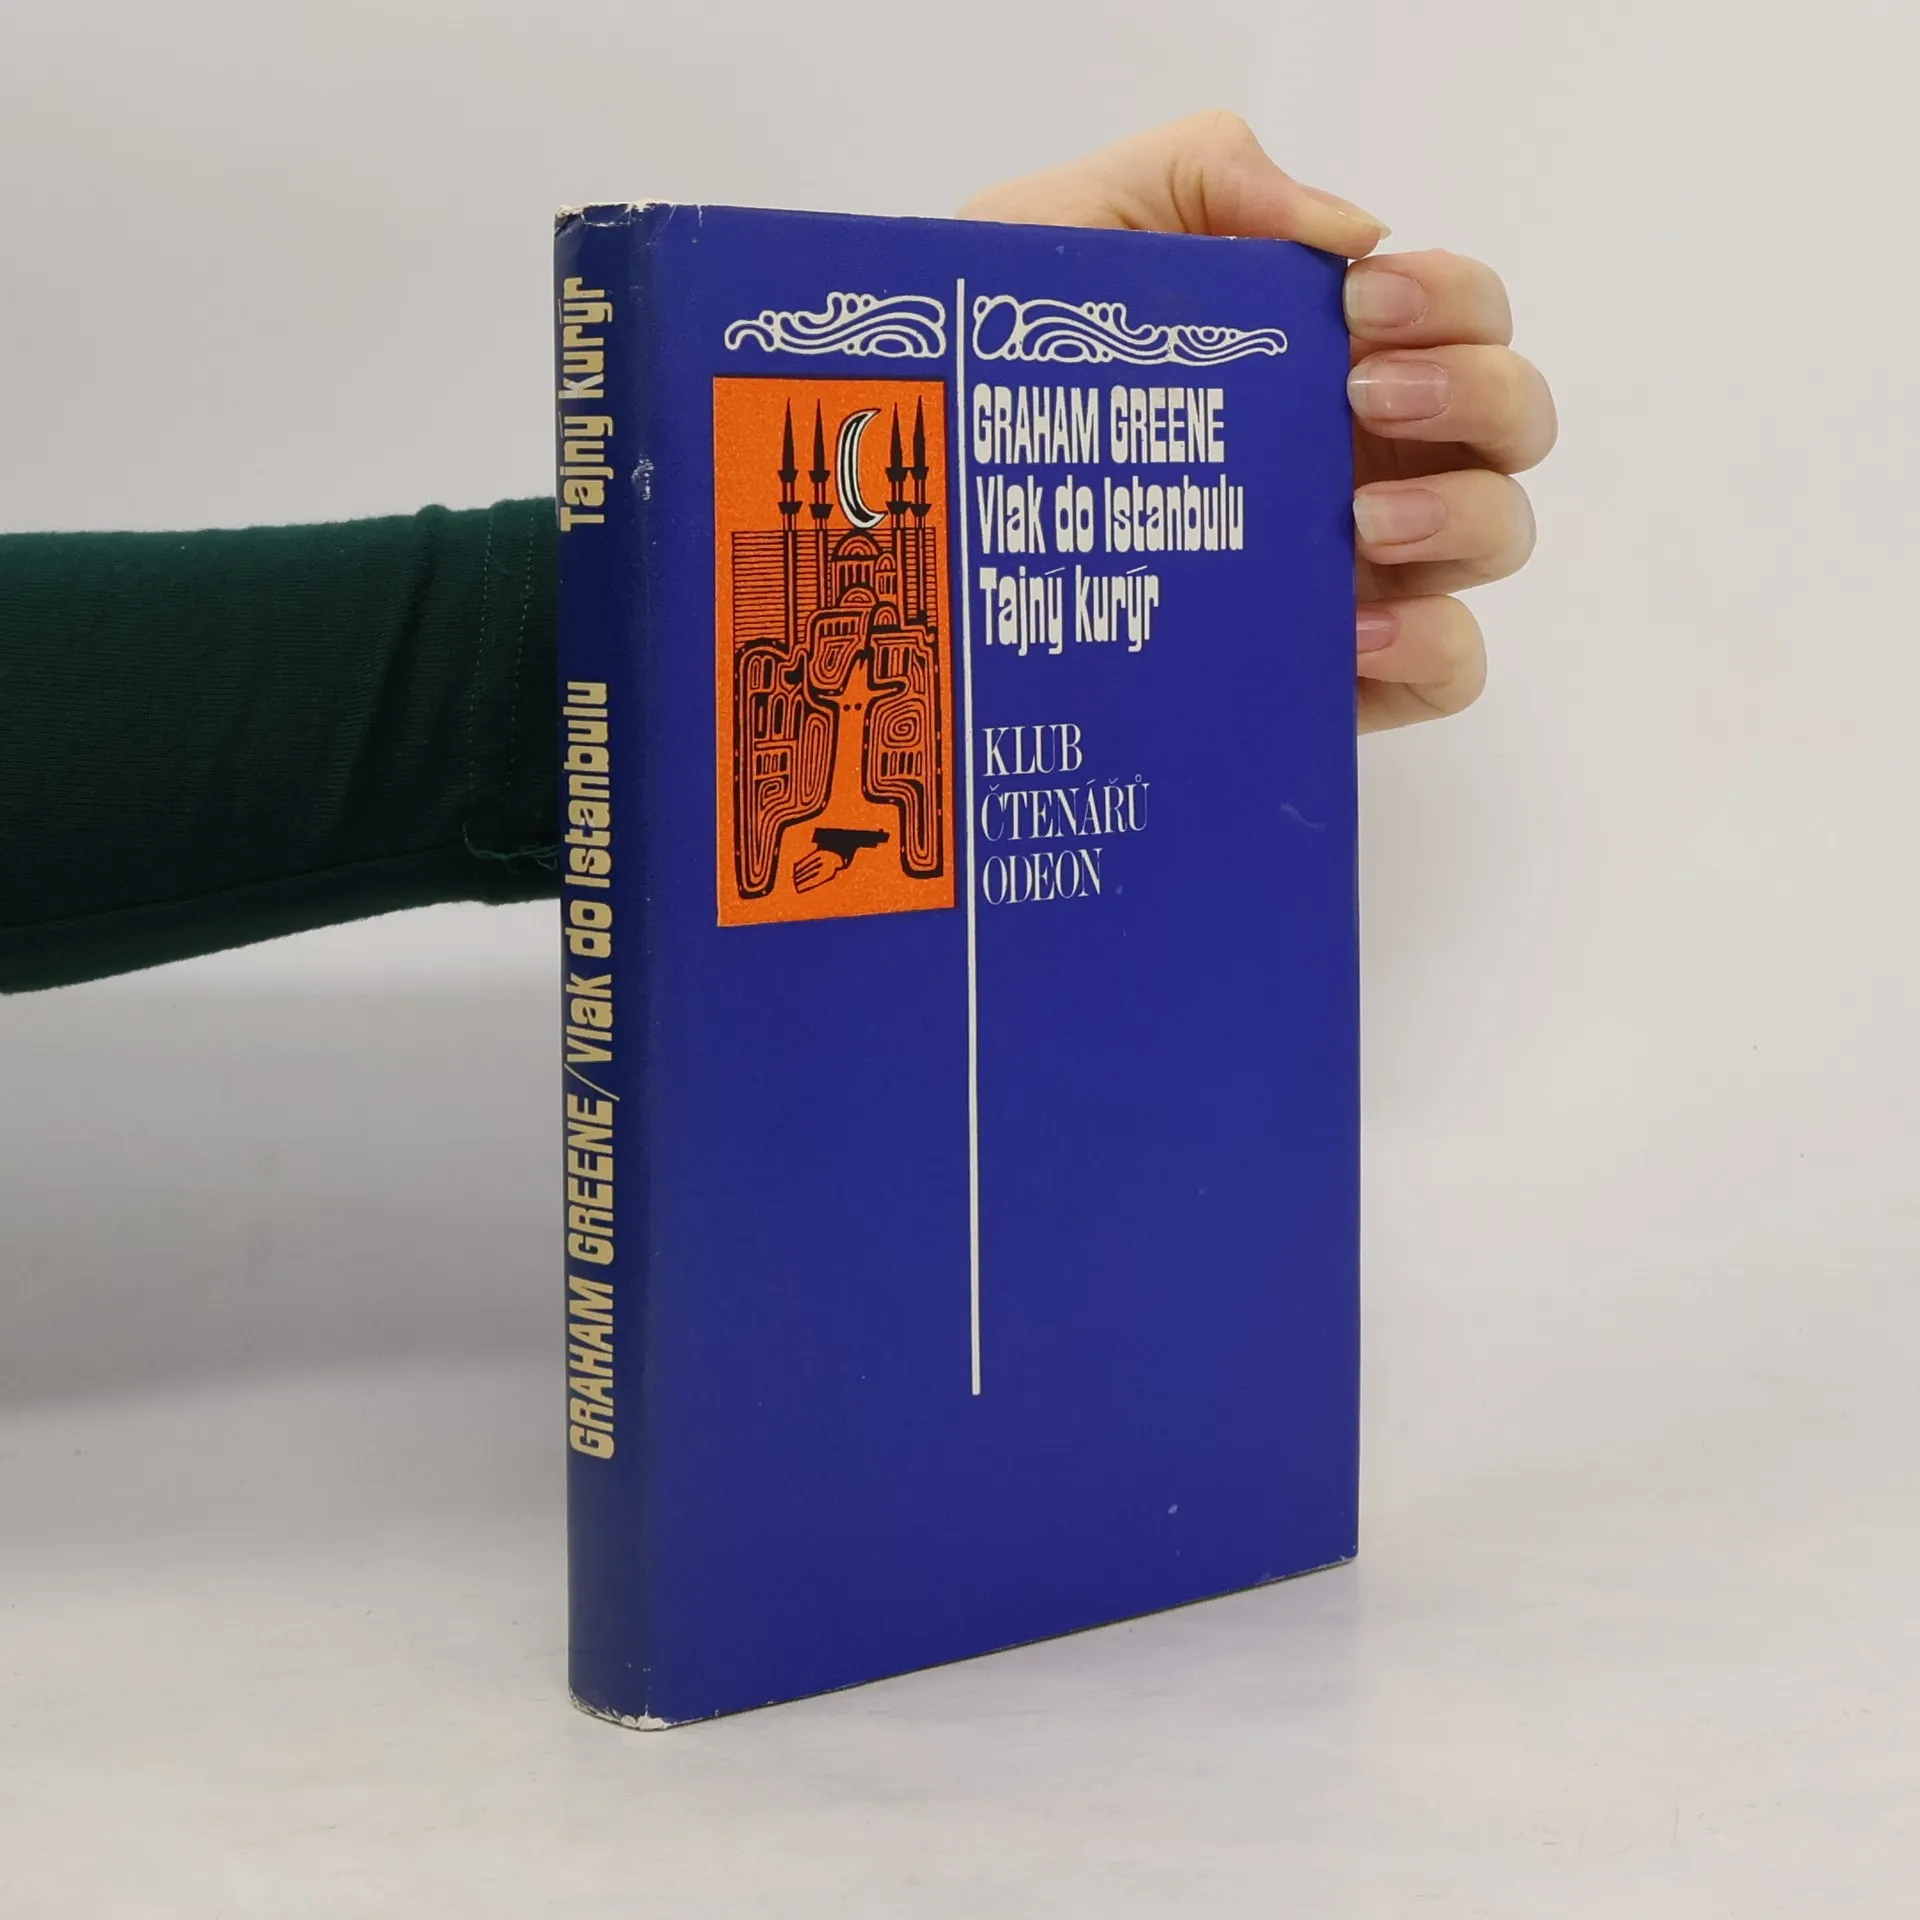 GRAHAM GREENE/Vlak do Istanbulu Tajný kurýr
GRAHAM GREENE
Vlak do Istanbulu
Tajný kurýr
KLUB
ČTENÁŘŮ
ODEON